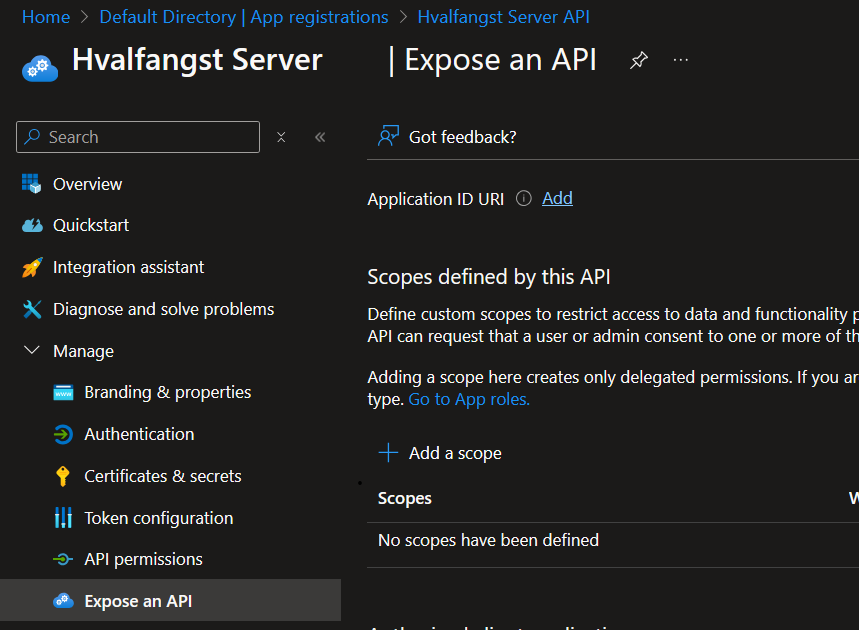 Home > Default Directory | App registrations > Hvalfangst Server API
Hvalfangst Server | Expose an API
Search
Got feedback?
Overview
Application ID URI Add
Quickstart
Integration assistant
Scopes defined by this API
Diagnose and solve problems
Define custom scopes to restrict access to data and functionality
API can request that a user or admin consent to one or more of
Manage
Adding a scope here creates only delegated permissions. If you
type. Go to App roles.
Branding & properties
Authentication
Add a scope
Certificates & secrets
Scopes
Token configuration
No scopes have been defined
API permissions
Expose an API